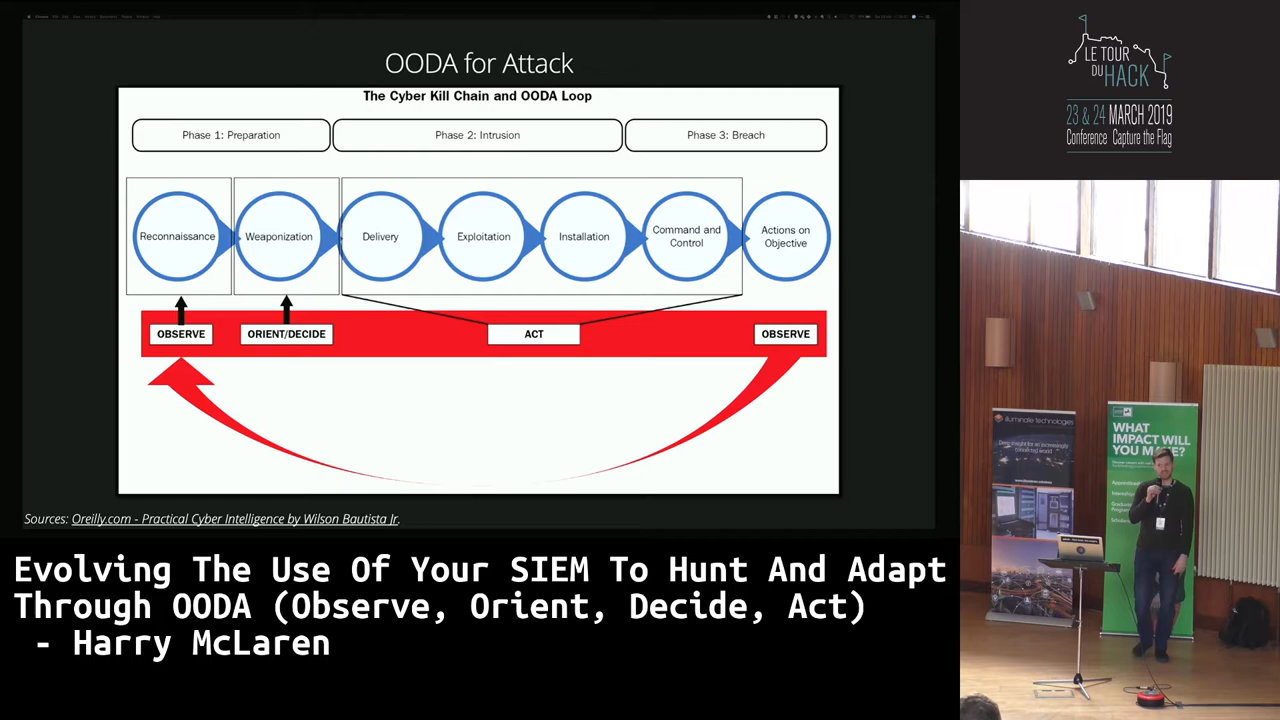 OODA for Attack
The Cyber Kill Chain and OODA Loop
Phase 1: Preparation
Phase 2: Intrusion
Phase 3: Breach
Reconnaissance
Weaponization
Delivery
Exploitation
Installation
Command and
Control
Actions on
Objective
OBSERVE
ORIENT/DECIDE
ACT
OBSERVE
Sources: Oreilly.com - Practical Cyber Intelligence by Wilson Bautista Jr.
Evolving The Use Of Your SIEM To Hunt And Adapt
Through OODA (Observe, Orient, Decide, Act)
- Harry McLaren
LE TOUR
DU HACK
23 & 24 MARCH 2019
Conference Capture the Flag
illuminate technologies
WHAT
IMPACT WILL
YOU MAKE?